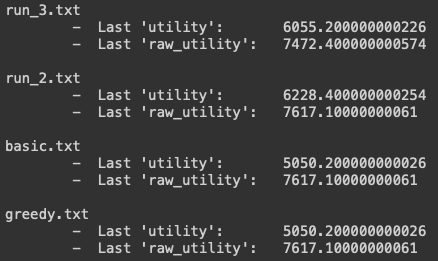 run_3.txt
- Last 'utility': 6055.200000000226
- Last 'raw_utility': 7472.400000000574
run_2.txt
- Last 'utility': 6228.400000000254
- Last 'raw_utility': 7617.10000000061
basic.txt
- Last 'utility': 5050.200000000026
- Last 'raw_utility': 7617.10000000061
greedy.txt
- Last 'utility': 5050.200000000026
- Last 'raw_utility': 7617.10000000061